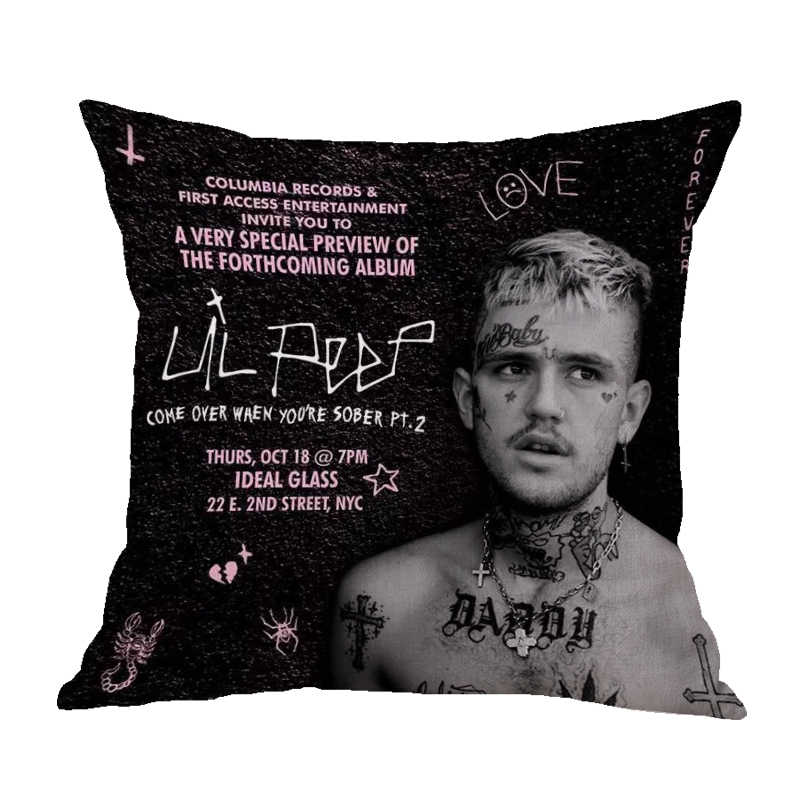 COLUMBIA RECORDS &
FIRST ACCESS ENTERTAINMENT
INVITE YOU TO
A VERY SPECIAL PREVIEW OF
THE FORTHCOMING ALBUM
LiL PEEP
COME OVER WHEN YOU'RE SOBER PT.2
THURS, OCT 18 @ 7PM
IDEAL GLASS
22 E. 2ND STREET, NYC
LOVE
FOREVER
Baby
DADDY